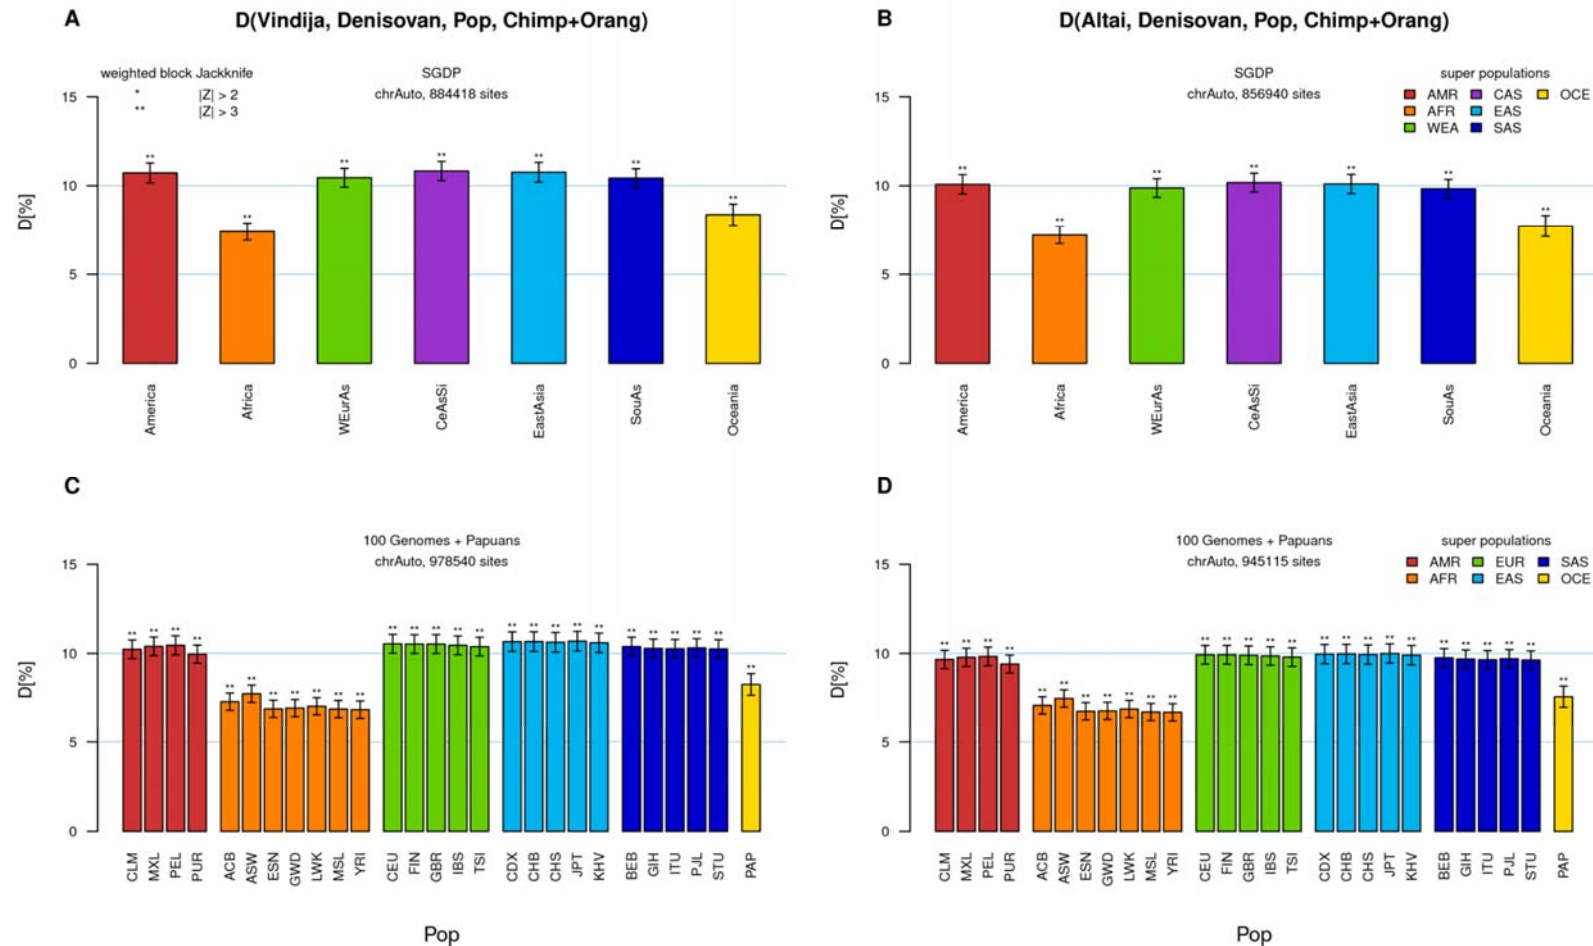 A
D(Vindija, Denisovan, Pop, Chimp+Orang)
weighted block Jackknife
* |Z| > 2
** |Z| > 3
SGDP
chrAuto, 884418 sites
D[%]
15
10
5
0
** ** ** ** ** ** **
America Africa WEurAs CeAsSi EastAsia SouAs Oceania
B
D(Altai, Denisovan, Pop, Chimp+Orang)
SGDP
chrAuto, 856940 sites
super populations
AMR CAS OCE
AFR EAS
WEA SAS
D[%]
15
10
5
0
** ** ** ** ** ** **
America Africa WEurAs CeAsSi EastAsia SouAs Oceania
C
100 Genomes + Papuans
chrAuto, 978540 sites
D[%]
15
10
5
0
** ** ** ** ** ** ** ** ** ** ** ** ** ** ** ** ** ** ** ** ** ** ** ** ** ** **
CLM MXL PEL PUR ACB ASW ESN GWD LWK MSL YRI CEU FIN GBR IBS TSI CDX CHB CHS JPT KHV BEB GIH ITU PJL STU PAP
Pop
D
100 Genomes + Papuans
chrAuto, 945115 sites
super populations
AMR EUR SAS
AFR EAS OCE
D[%]
15
10
5
0
** ** ** ** ** ** ** ** ** ** ** ** ** ** ** ** ** ** ** ** ** ** ** ** ** ** **
CLM MXL PEL PUR ACB ASW ESN GWD LWK MSL YRI CEU FIN GBR IBS TSI CDX CHB CHS JPT KHV BEB GIH ITU PJL STU PAP
Pop